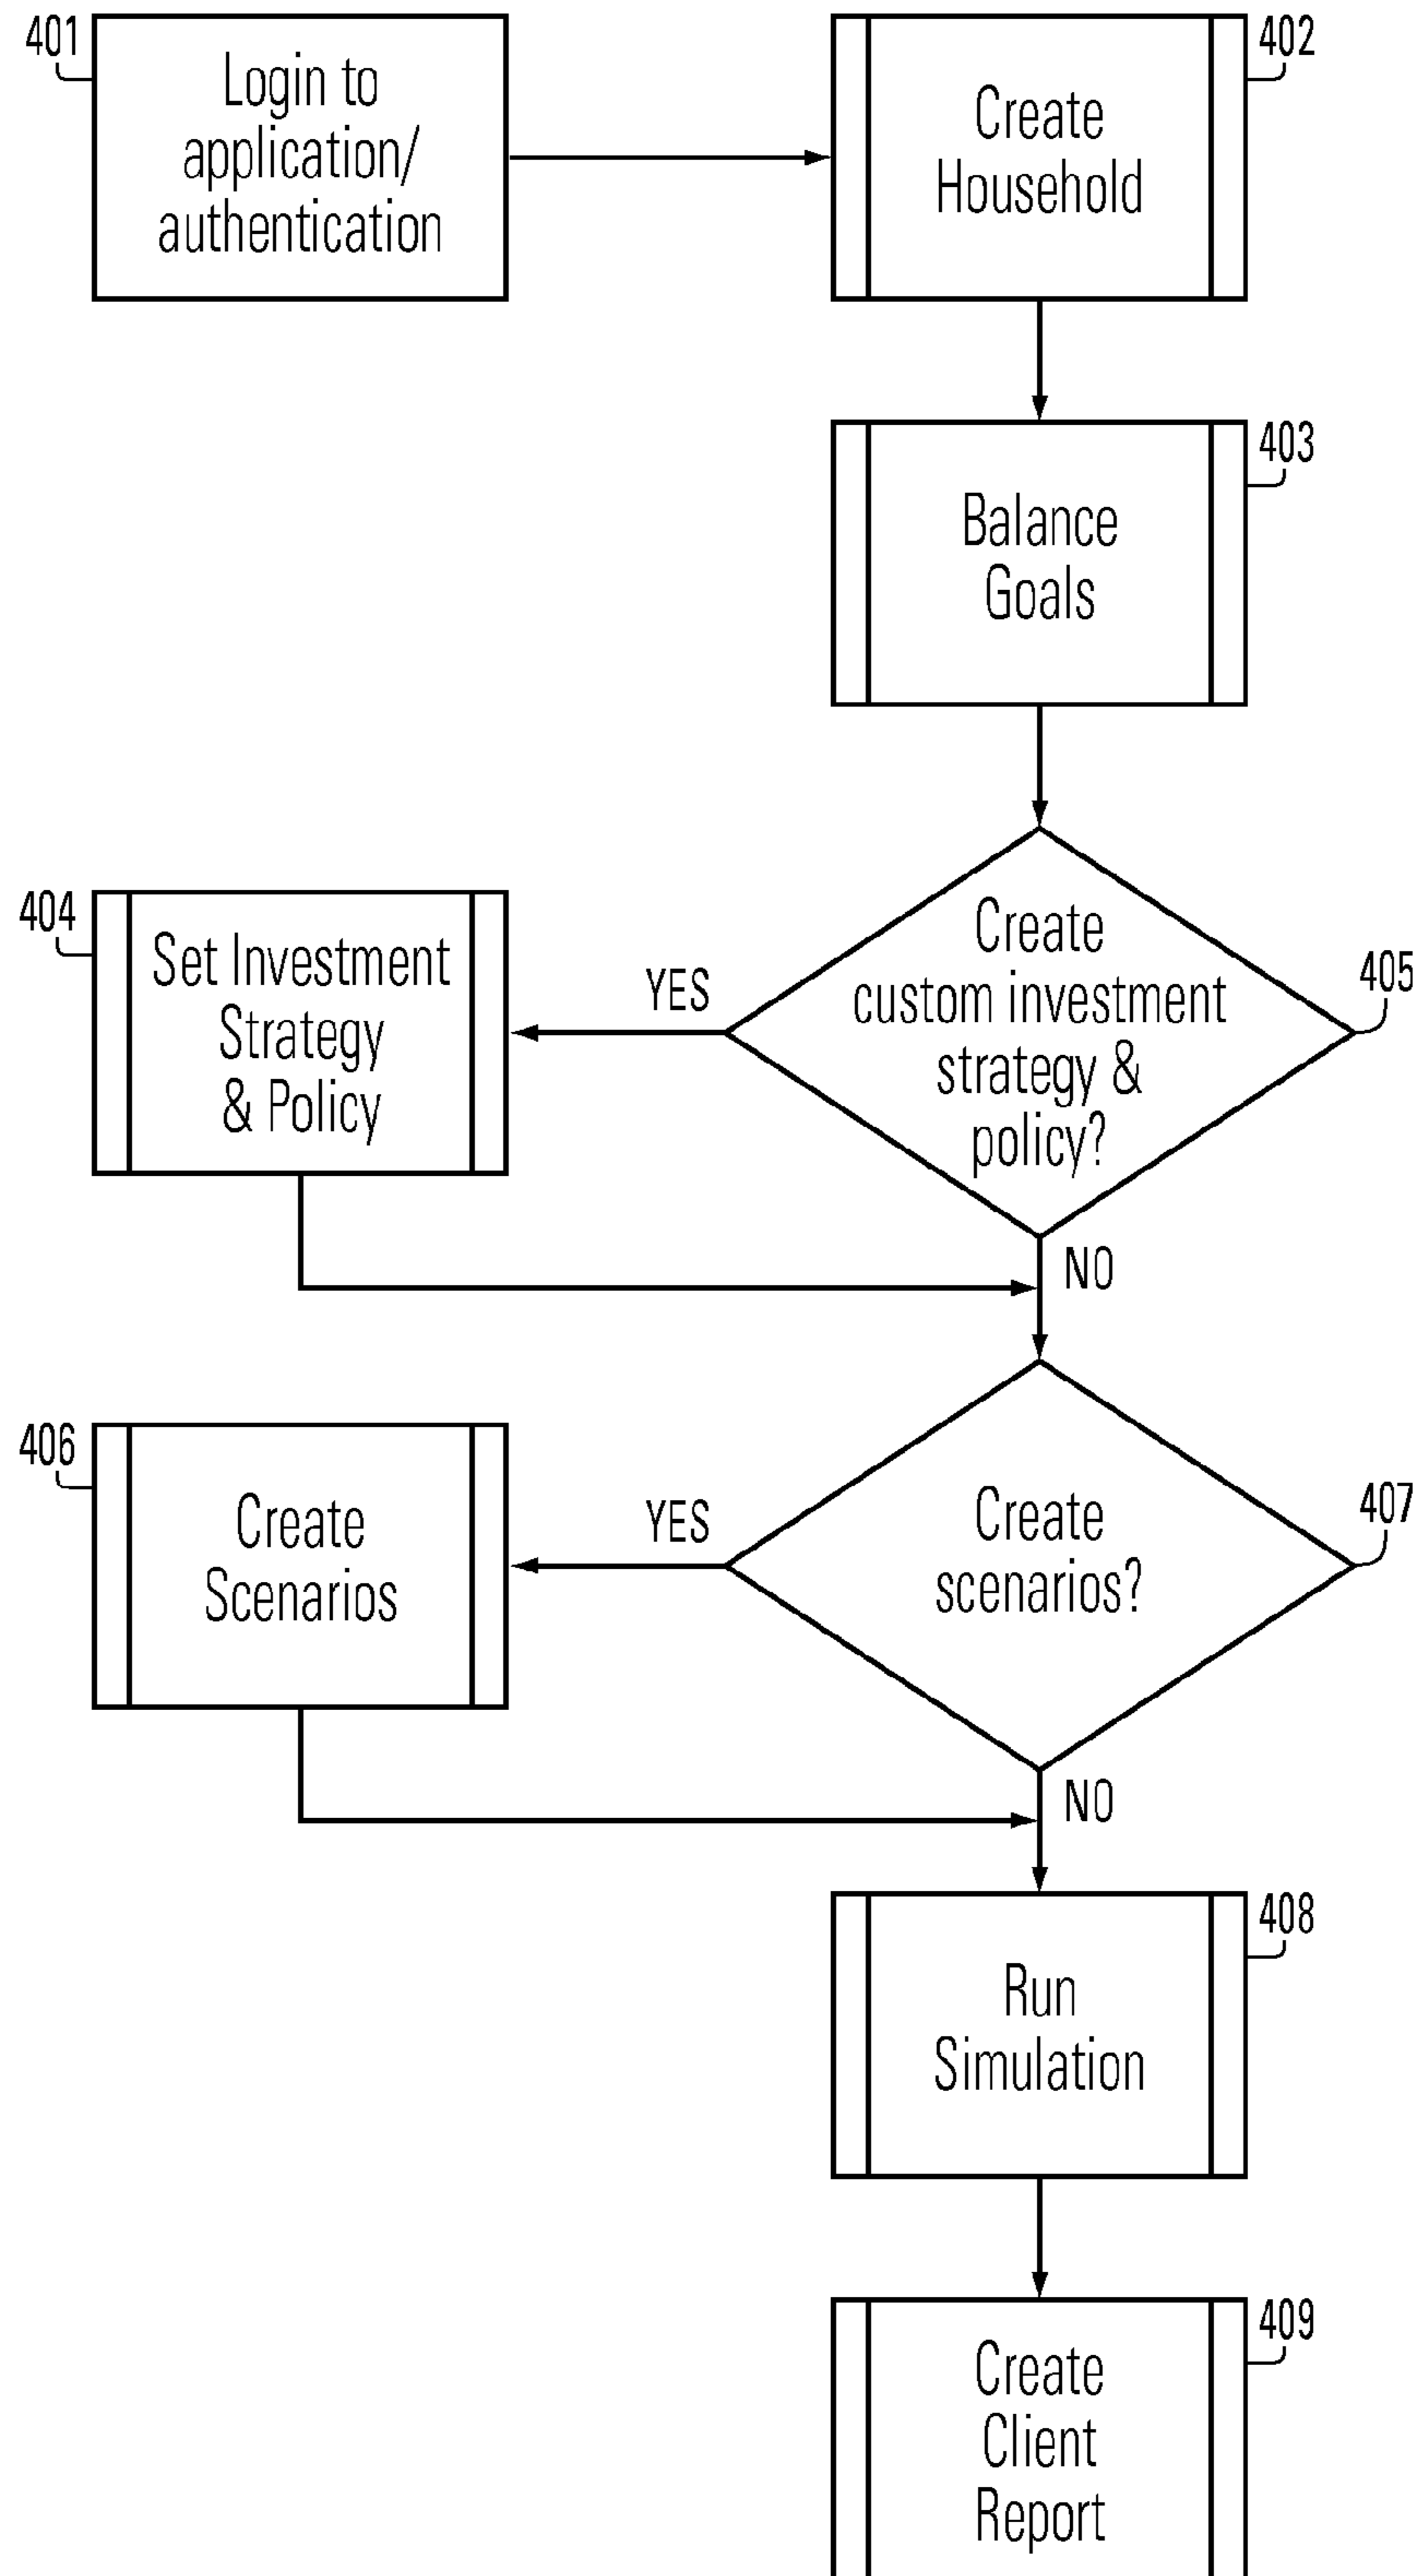 401
Login to
application/
authentication
402
Create
Household
403
Balance
Goals
404
Set Investment
Strategy
& Policy
YES
Create
custom investment
strategy &
policy?
405
NO
406
Create
Scenarios
YES
Create
scenarios?
407
NO
408
Run
Simulation
409
Create
Client
Report